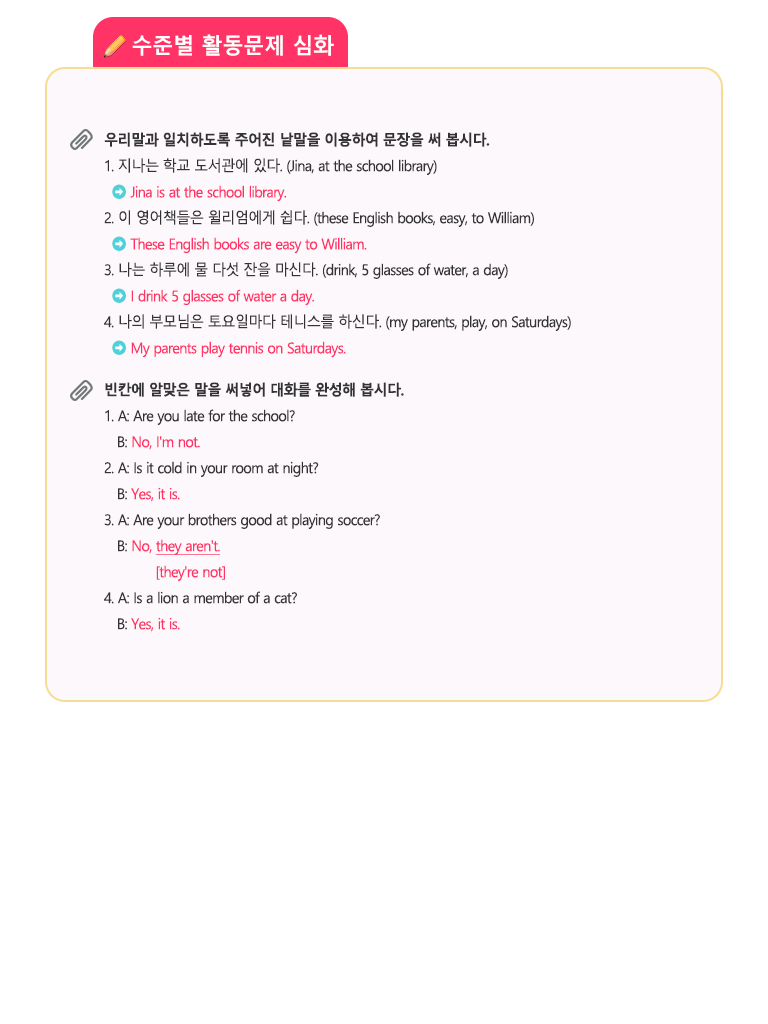 수준별 활동문제 심화
우리말과 일치하도록 주어진 낱말을 이용하여 문장을 써 봅시다.
1. 지나는 학교 도서관에 있다. (Jina, at the school library)
Jina is at the school library.
2. 이 영어책들은 윌리엄에게 쉽다. (these English books, easy, to William)
These English books are easy to William.
3. 나는 하루에 물 다섯 잔을 마신다. (drink, 5 glasses of water, a day)
I drink 5 glasses of water a day.
4. 나의 부모님은 토요일마다 테니스를 하신다. (my parents, play, on Saturdays)
My parents play tennis on Saturdays.
빈칸에 알맞은 말을 써넣어 대화를 완성해 봅시다.
1. A: Are you late for the school?
B: No, I'm not.
2. A: Is it cold in your room at night?
B: Yes, it is.
3. A: Are your brothers good at playing soccer?
B: No, they aren't.
[they're not]
4. A: Is a lion a member of a cat?
B: Yes, it is.